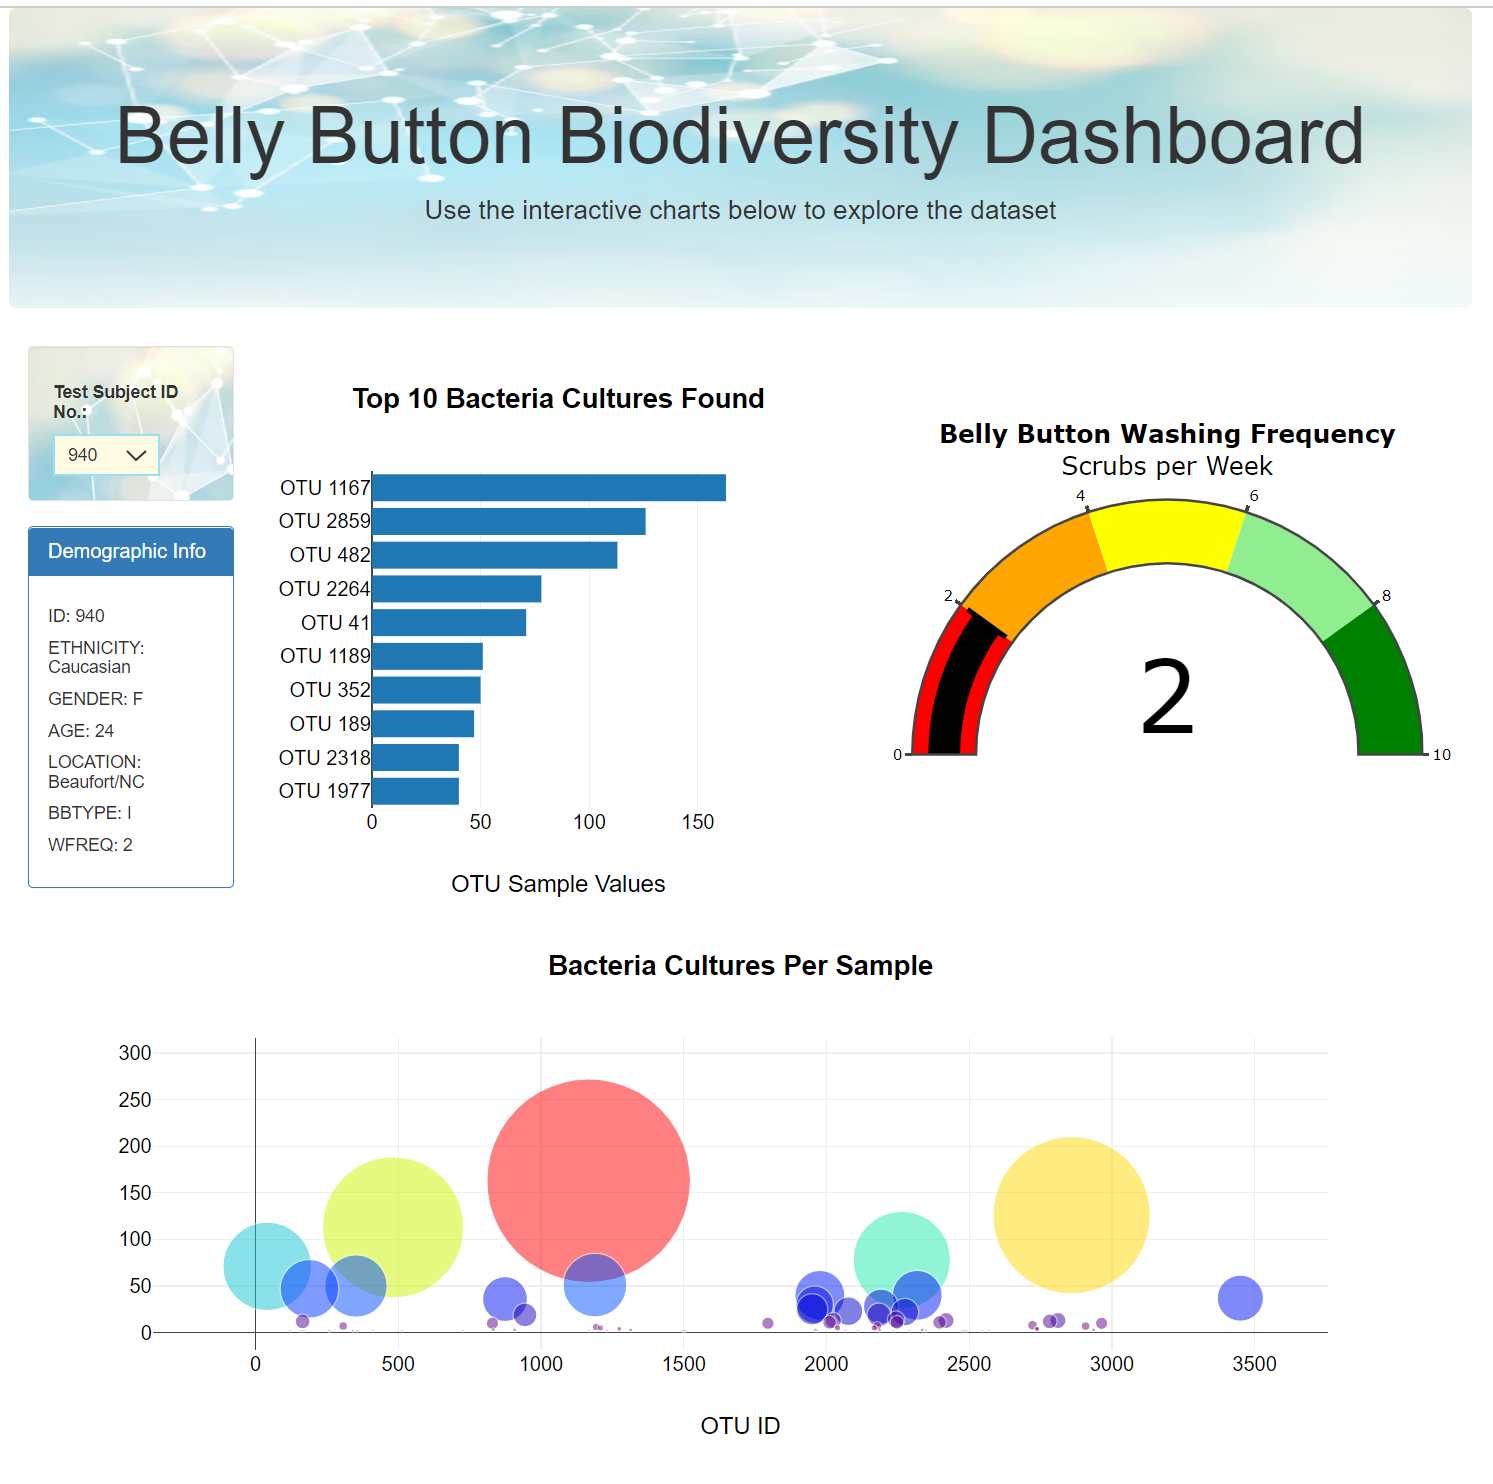 Belly Button Biodiversity Dashboard
Use the interactive charts below to explore the dataset
Test Subject ID
No.:
940
Demographic Info
ID: 940
ETHNICITY:
Caucasian
GENDER: F
AGE: 24
LOCATION:
Beaufort/NC
BBTYPE: I
WFREQ: 2
Top 10 Bacteria Cultures Found
OTU 1167
OTU 2859
OTU 482
OTU 2264
OTU 41
OTU 1189
OTU 352
OTU 189
OTU 2318
OTU 1977
0 50 100 150
OTU Sample Values
Belly Button Washing Frequency
Scrubs per Week
4 6
2 8
2
0 10
Bacteria Cultures Per Sample
300
250
200
150
100
50
0
0 500 1000 1500 2000 2500 3000 3500
OTU ID